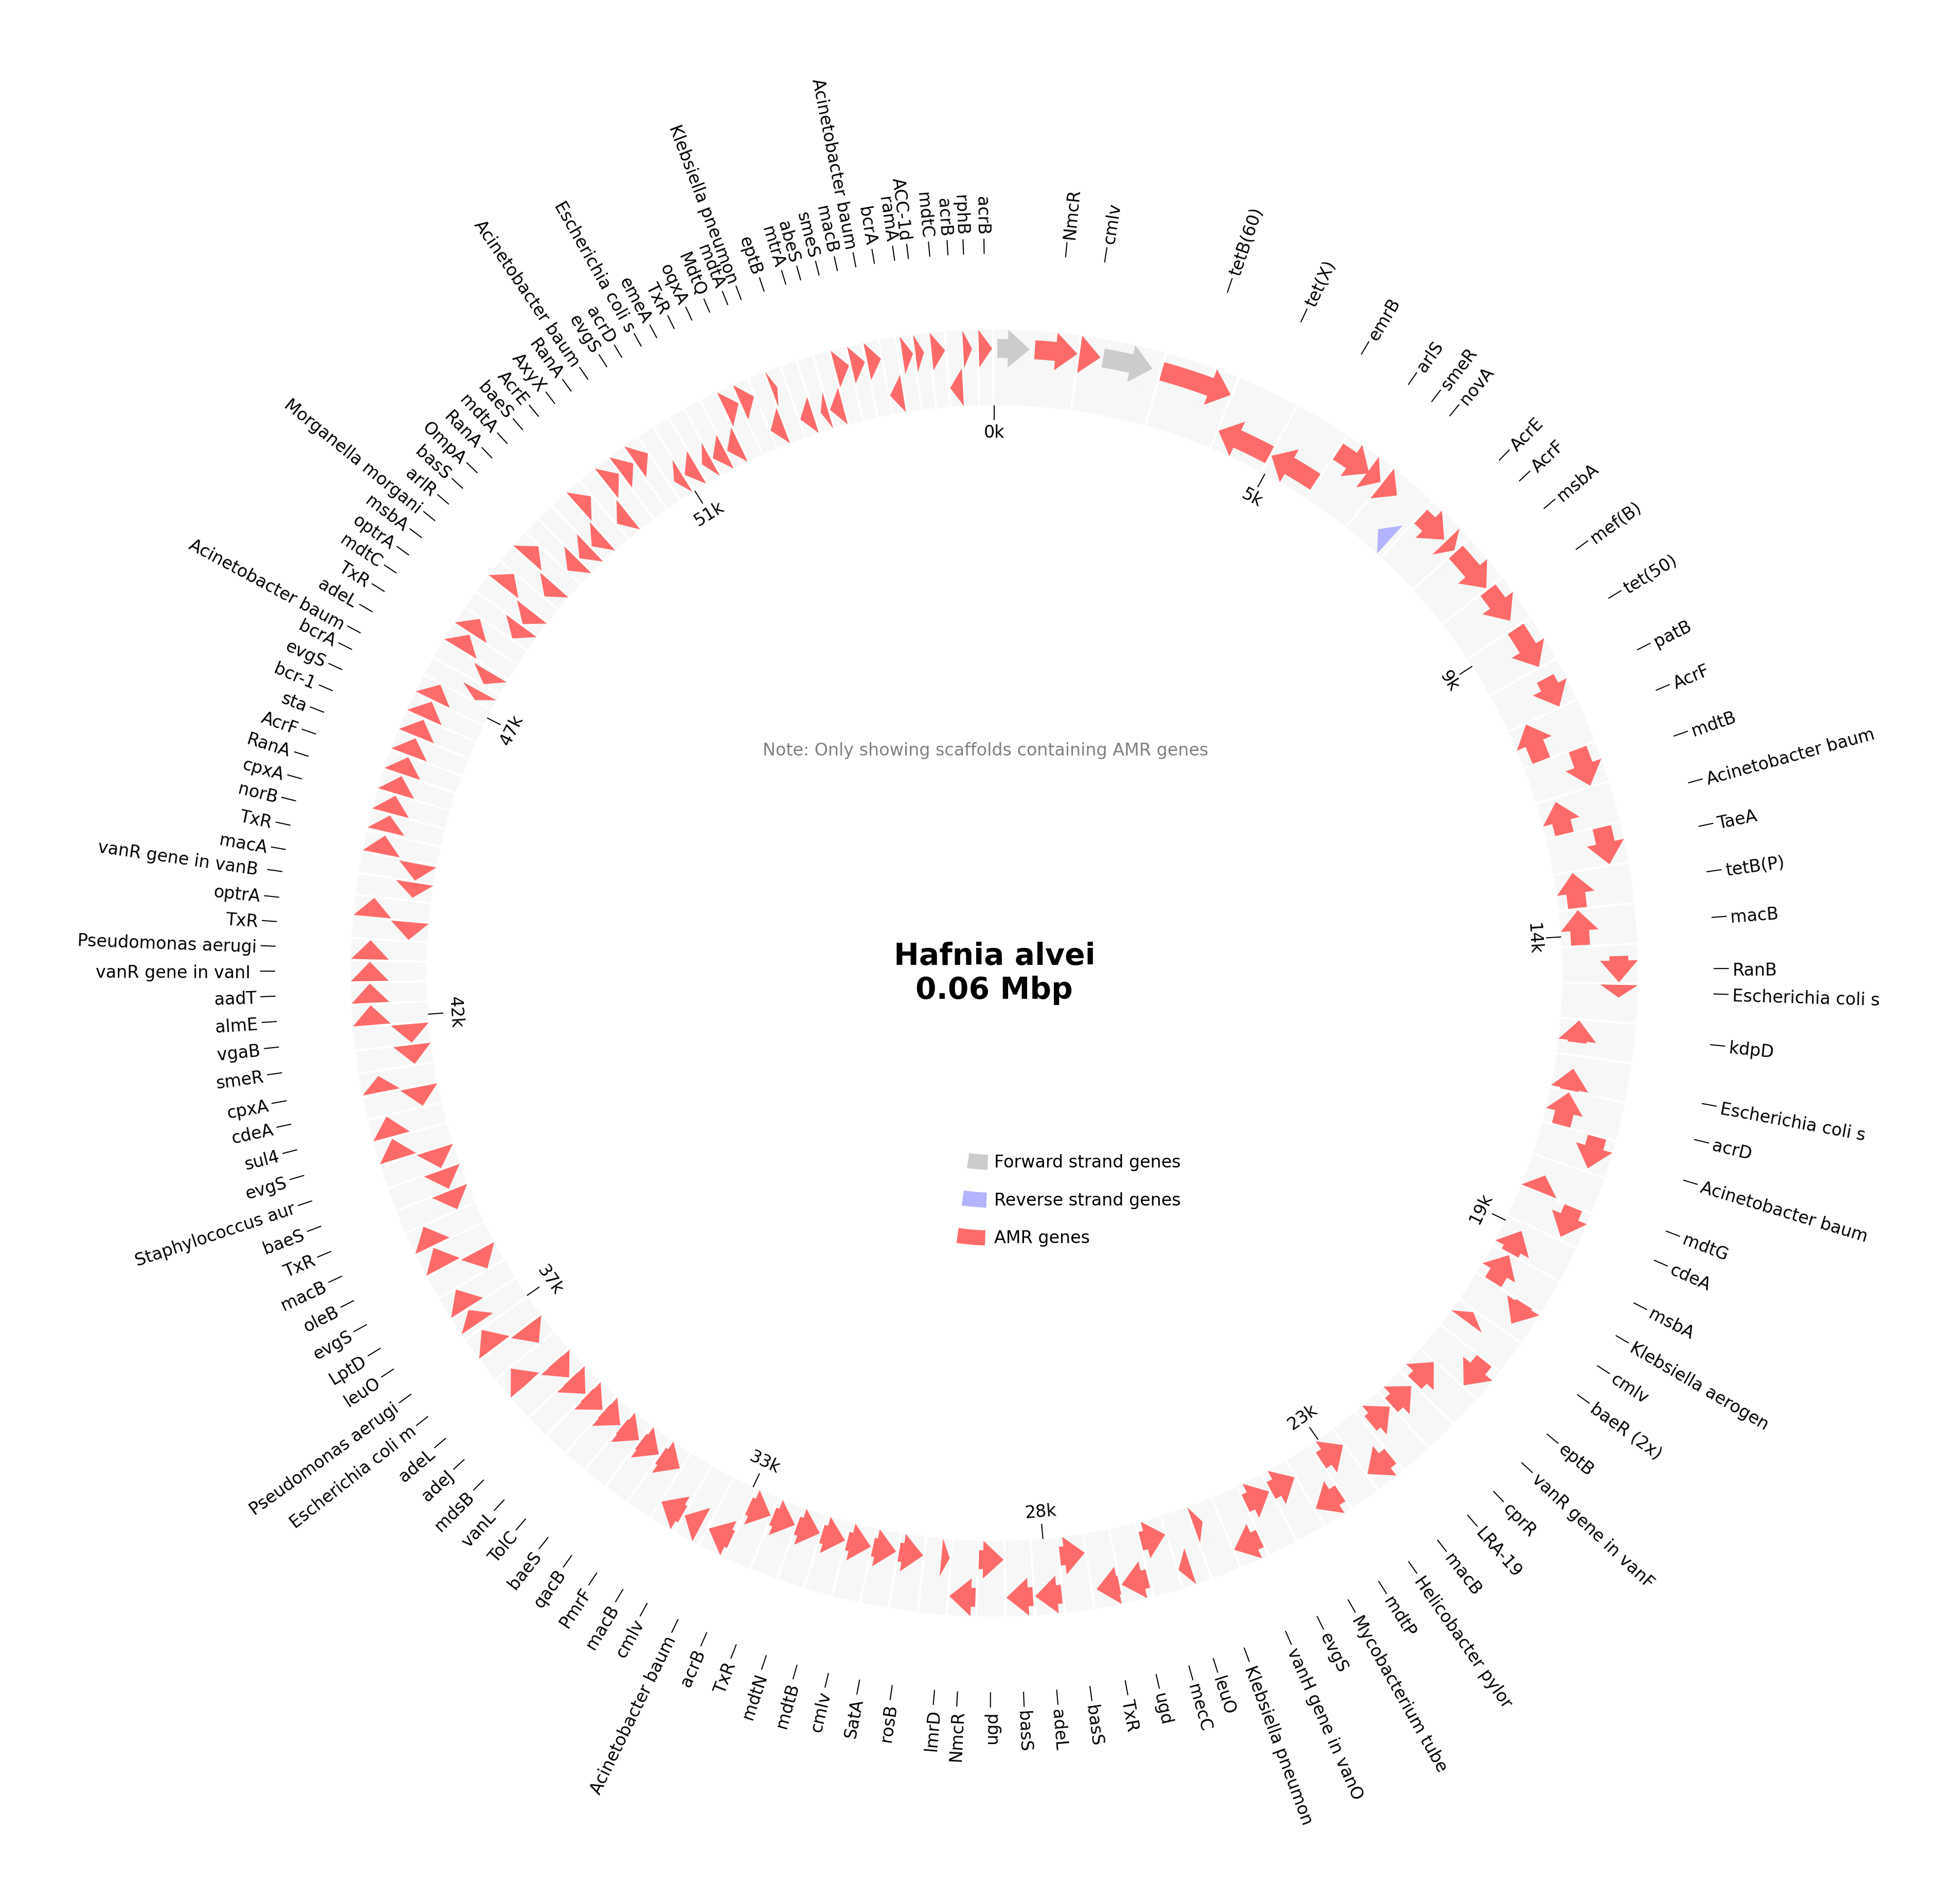 NmcR
cmlv
tetB(60)
tet(X)
emrB
arlS
smeR
novA
AcrE
AcrF
msbA
mef(B)
tet(50)
patB
AcrF
mdtB
Acinetobacter baum
TaeA
tetB(P)
macB
RanB
Escherichia coli s
kdpD
Escherichia coli s
acrD
Acinetobacter baum
mdtG
cdeA
msbA
Klebsiella aerogen
cmlv
baeR (2x)
eptB
vanR gene in vanF
cprR
LRA-19
macB
Helicobacter pylor
mdtP
Mycobacterium tube
evgS
vanH gene in vanO
Klebsiella pneumon
leuO
mecC
ugd
TxR
basS
adeL
basS
ugd
NmcR
lmrD
rosB
SatA
cmlv
mdtB
mdtN
TxR
acrB
Acinetobacter baum
cmlv
macB
PmrF
qacB
baeS
TolC
vanL
mdsB
adeJ
adeL
Escherichia coli m
Pseudomonas aerugi
leuO
LptD
evgS
oleB
macB
TxR
baeS
Staphylococcus aur
evgS
sul4
cdeA
cpxA
smeR
vgaB
almE
aadT
vanR gene in vanI
Pseudomonas aerugi
TxR
optrA
vanR gene in vanB
macA
TxR
norB
cpxA
RanA
AcrF
sta
bcr-1
evgS
bcrA
Acinetobacter baum
adeL
TxR
mdtC
optrA
msbA
Morganella morgani
arlR
basS
OmpA
RanA
mdtA
baeS
AcrE
AxyX
RanA
Acinetobacter baum
evgS
acrD
Escherichia coli s
emeA
TxR
oqxA
MdtQ
mdtA
Klebsiella pneumon
eptB
mtrA
abeS
smeS
macB
Acinetobacter baum
bcrA
ramA
ACC-1d
mdtC
acrB
rphB
acrB
0k
5k
9k
14k
19k
23k
28k
33k
37k
42k
47k
51k
Note: Only showing scaffolds containing AMR genes
Hafnia alvei
0.06 Mbp
Forward strand genes
Reverse strand genes
AMR genes